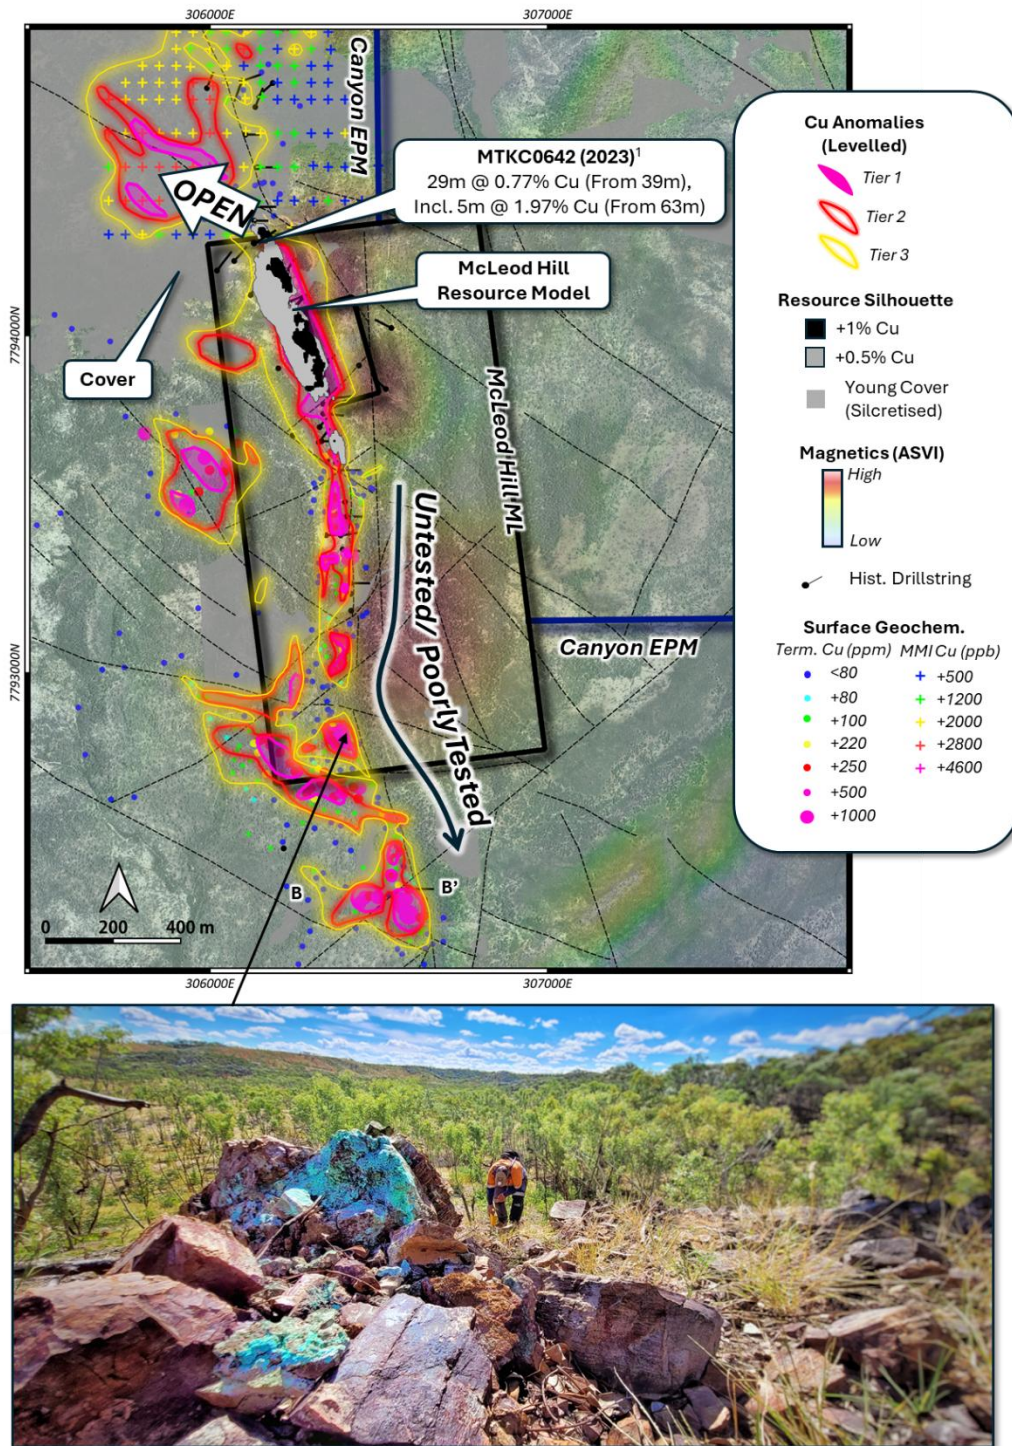 306000E
307000E
Canyon EPM
MTKC0642 (2023)1
29m @ 0.77% Cu (From 39m),
Incl. 5m @ 1.97% Cu (From 63m)
OPEN
McLeod Hill
Resource Model
7794000N
Cover
McLeod Hill ML
Untested/ Poorly Tested
Canyon EPM
7793000N
B
B'
0 200 400 m
306000E
307000E
Cu Anomalies
(Levelled)
Tier 1
Tier 2
Tier 3
Resource Silhouette
+1% Cu
+0.5% Cu
Young Cover
(Silcretised)
Magnetics (ASVI)
High
Low
Hist. Drillstring
Surface Geochem.
Term. Cu (ppm) MMI Cu (ppb)
<80 +500
+80 +1200
+100 +2000
+220 +2800
+250 +4600
+500
+1000